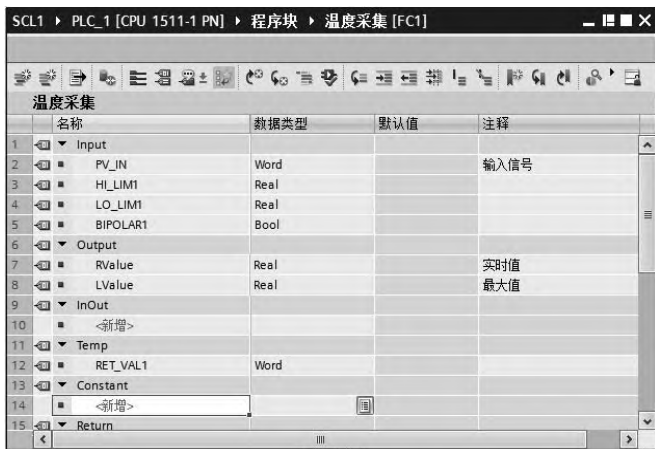 SCL1 ▸ PLC_1 [CPU 1511-1 PN] ▸ 程序块 ▸ 温度采集 [FC1]
温度采集
名称 数据类型 默认值 注释
1 Input
2 PV_IN Word 输入信号
3 HI_LIM1 Real
4 LO_LIM1 Real
5 BIPOLAR1 Bool
6 Output
7 RValue Real 实时值
8 LValue Real 最大值
9 InOut
10 <新增>
11 Temp
12 RET_VAL1 Word
13 Constant
14 <新增>
15 Return